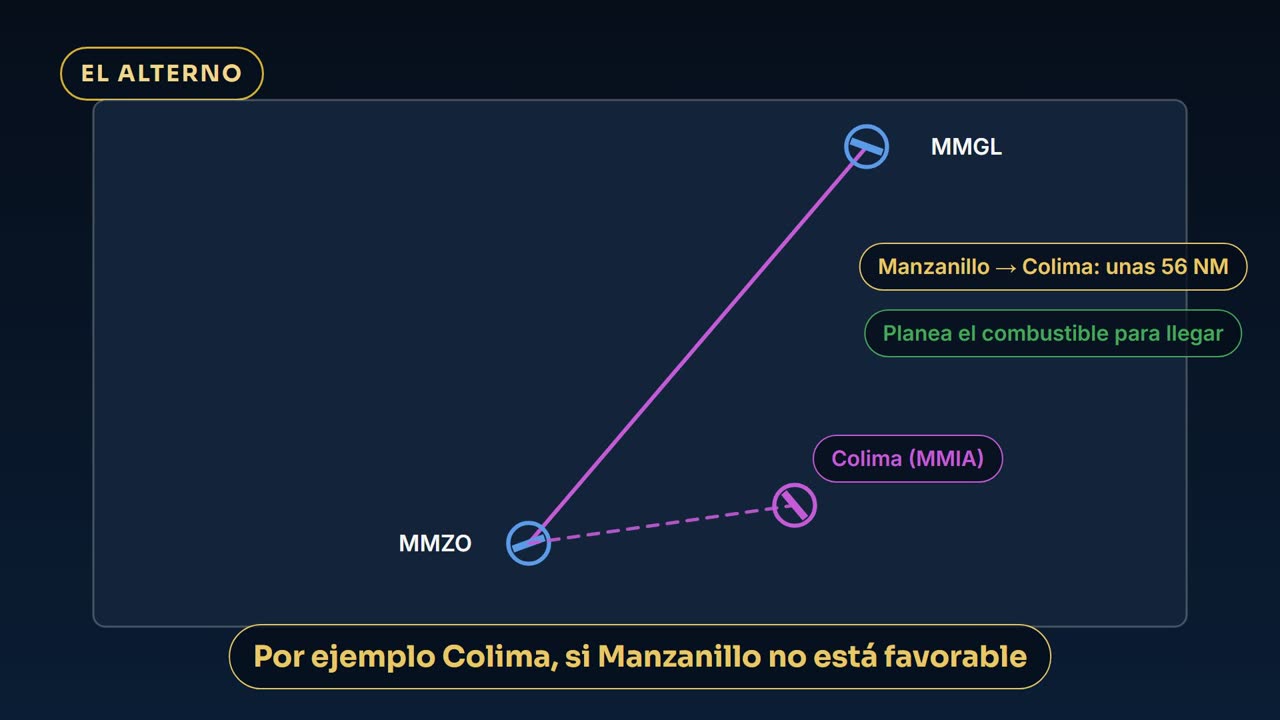 EL ALTERNO
MMGL
Manzanillo → Colima: unas 56 NM
Planea el combustible para llegar
Colima (MMIA)
MMZO
Por ejemplo Colima, si Manzanillo no está favorable